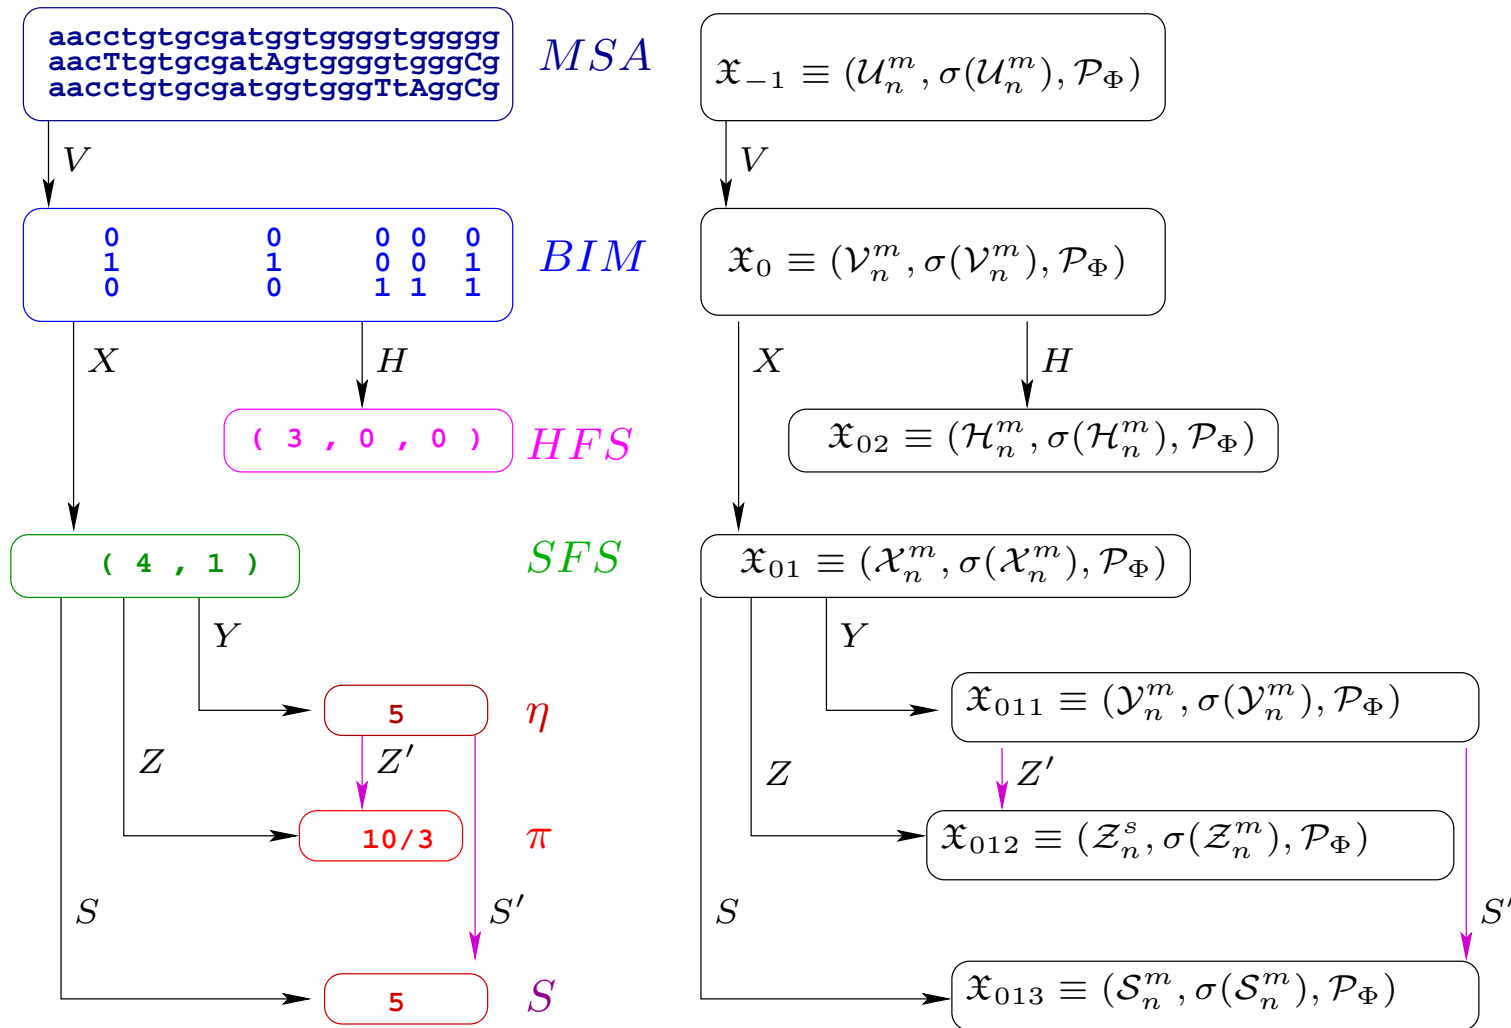 aacctgtgcgatggtggggtggggg
aacTtgtgcgatAgtggggtgggCg
aacctgtgcgatggtgggTtAggCg
MSA
𝔛₋₁ ≡ (𝒰ₙᵐ, σ(𝒰ₙᵐ), 𝒫_Φ)
V
V
0 0 0 0 0
1 1 0 0 1
0 0 1 1 1
BIM
𝔛₀ ≡ (𝒱ₙᵐ, σ(𝒱ₙᵐ), 𝒫_Φ)
X
H
X
H
( 3 , 0 , 0 )
HFS
𝔛₀₂ ≡ (ℋₙᵐ, σ(ℋₙᵐ), 𝒫_Φ)
( 4 , 1 )
SFS
𝔛₀₁ ≡ (𝒳ₙᵐ, σ(𝒳ₙᵐ), 𝒫_Φ)
Y
Y
5
η
𝔛₀₁₁ ≡ (𝒴ₙᵐ, σ(𝒴ₙᵐ), 𝒫_Φ)
Z
Z′
Z
Z′
10/3
π
𝔛₀₁₂ ≡ (𝒵ₙˢ, σ(𝒵ₙᵐ), 𝒫_Φ)
S
S′
S
S′
5
S
𝔛₀₁₃ ≡ (𝒮ₙᵐ, σ(𝒮ₙᵐ), 𝒫_Φ)